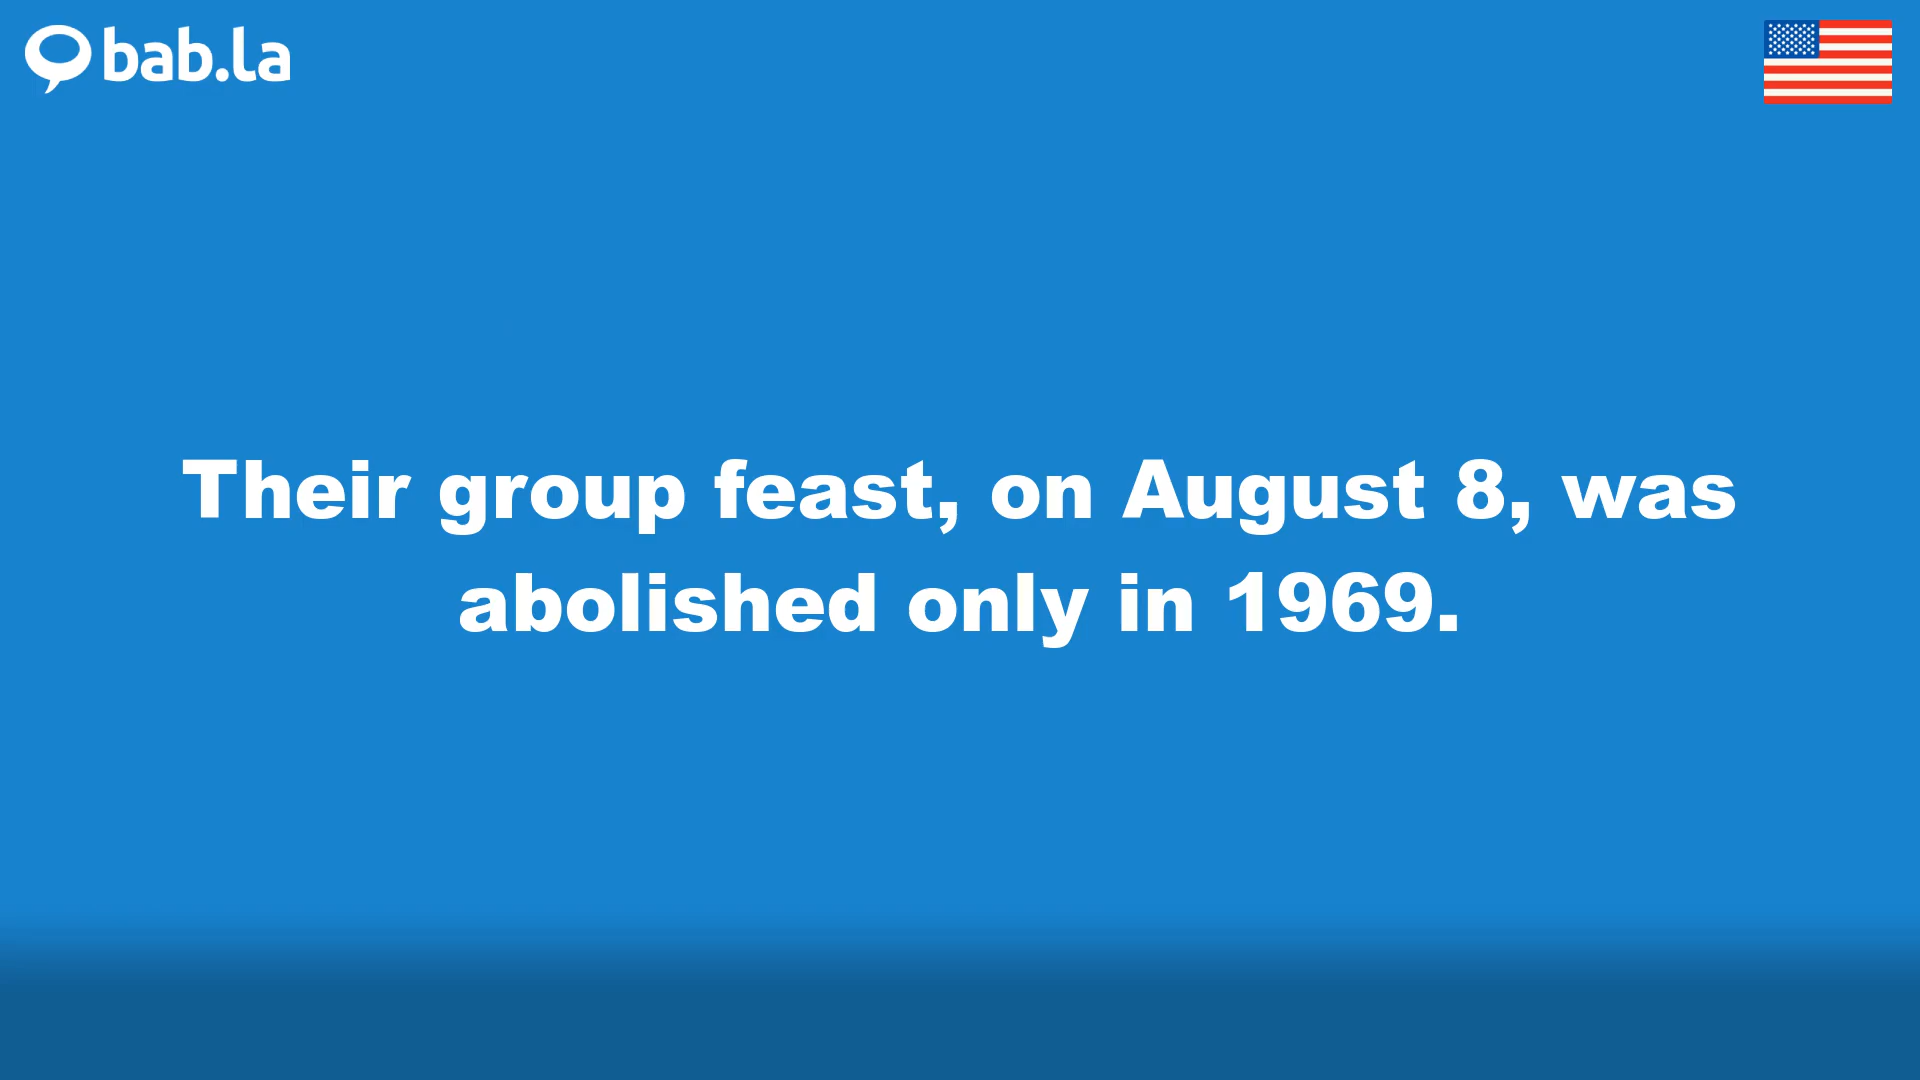 bab.la
Their group feast, on August 8, was
abolished only in 1969.